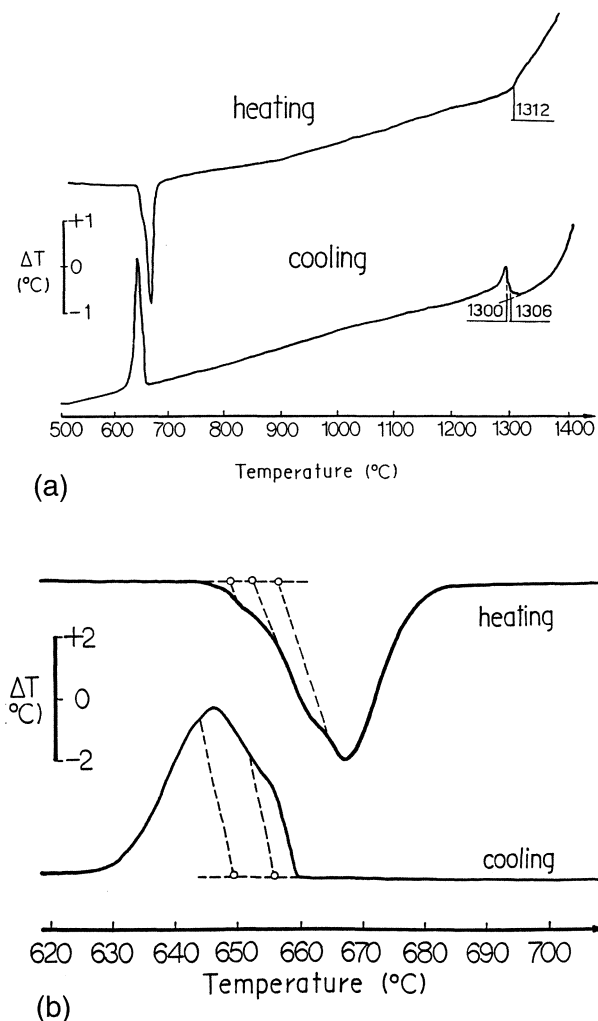 heating
1312
+1
ΔT 0
(°C)
-1
cooling
1300 1306
500 600 700 800 900 1000 1100 1200 1300 1400
Temperature (°C)
(a)
heating
+2
ΔT 0
°C)
-2
cooling
620 630 640 650 660 670 680 690 700
Temperature (°C)
(b)